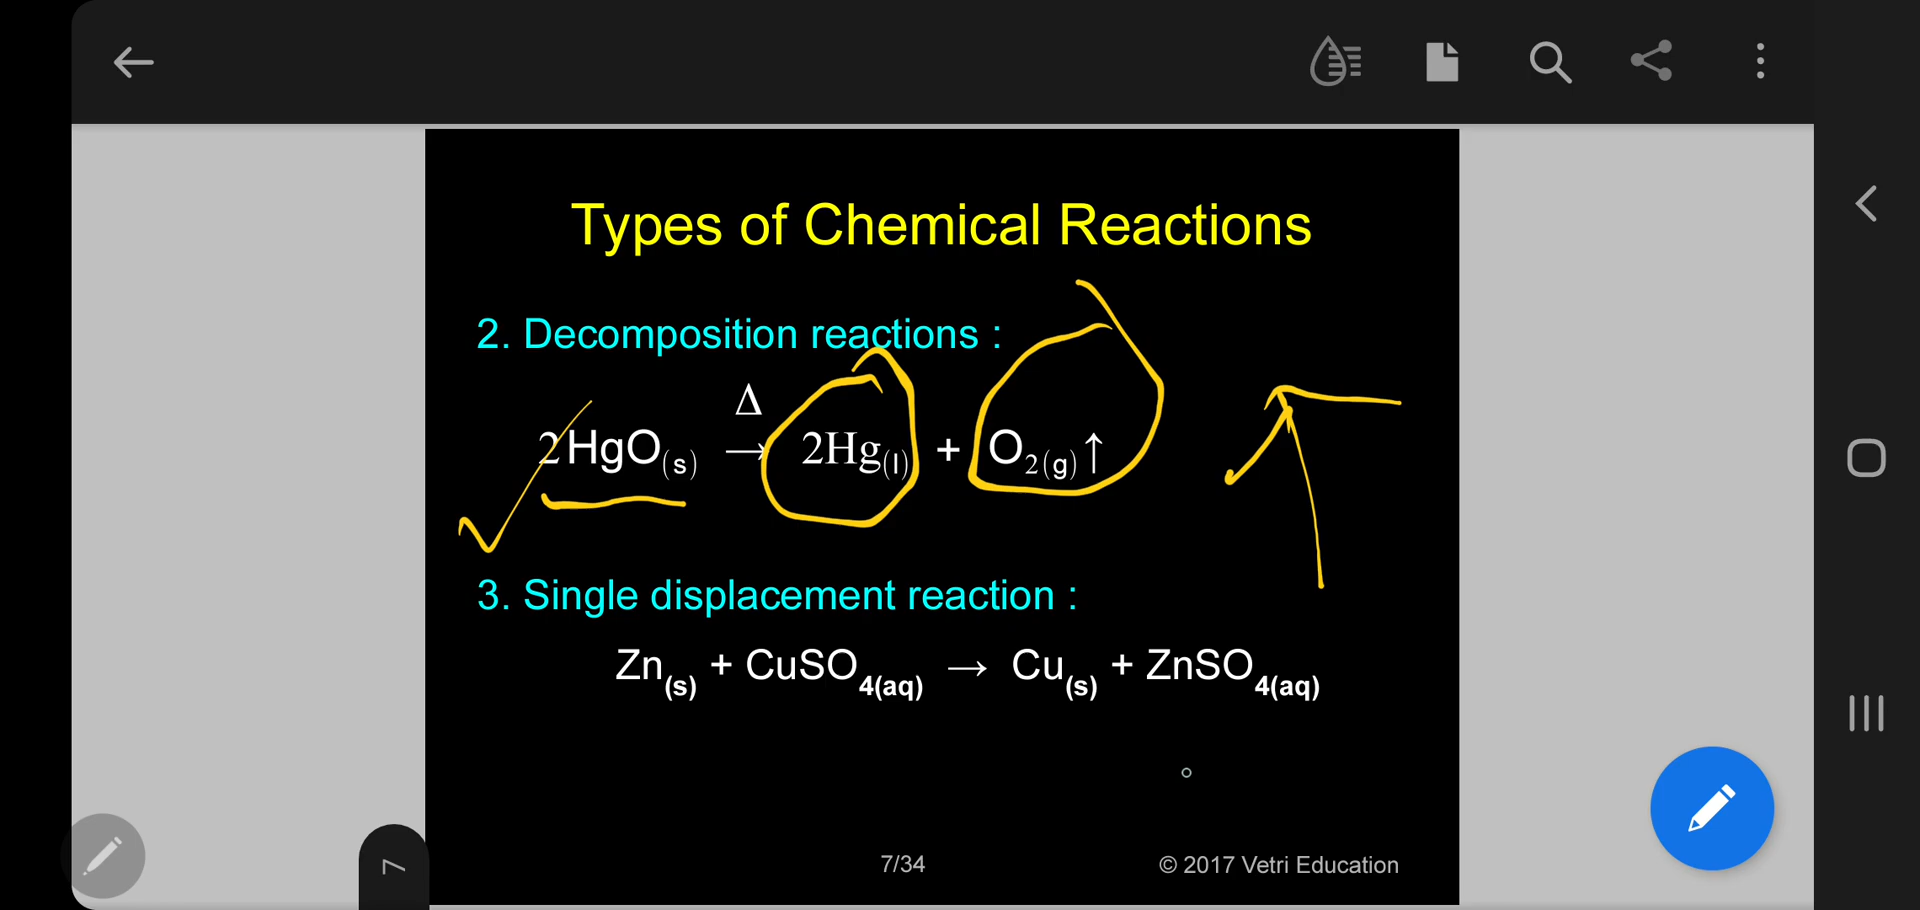 Types of Chemical Reactions
2. Decomposition reactions :
Δ
2HgO(s) → 2Hg(l) + O2(g)↑
3. Single displacement reaction :
Zn(s) + CuSO4(aq) → Cu(s) + ZnSO4(aq)
7
7/34
© 2017 Vetri Education